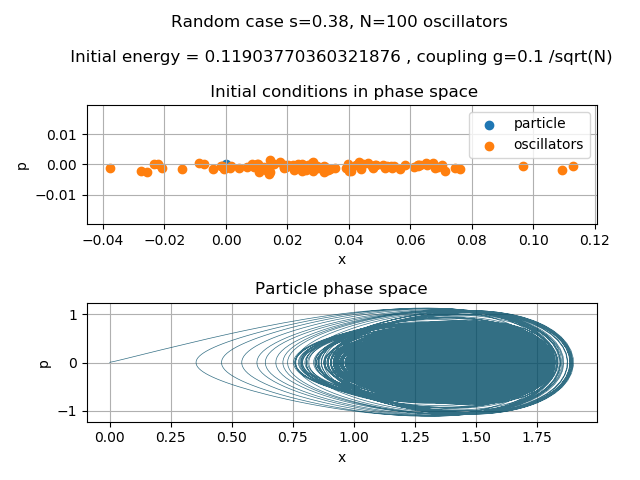 Random case s=0.38, N=100 oscillators
Initial energy = 0.11903770360321876 , coupling g=0.1 /sqrt(N)
Initial conditions in phase space
particle
oscillators
p
0.01
0.00
−0.01
−0.04 −0.02 0.00 0.02 0.04 0.06 0.08 0.10 0.12
x
Particle phase space
p
1
0
−1
0.00 0.25 0.50 0.75 1.00 1.25 1.50 1.75
x